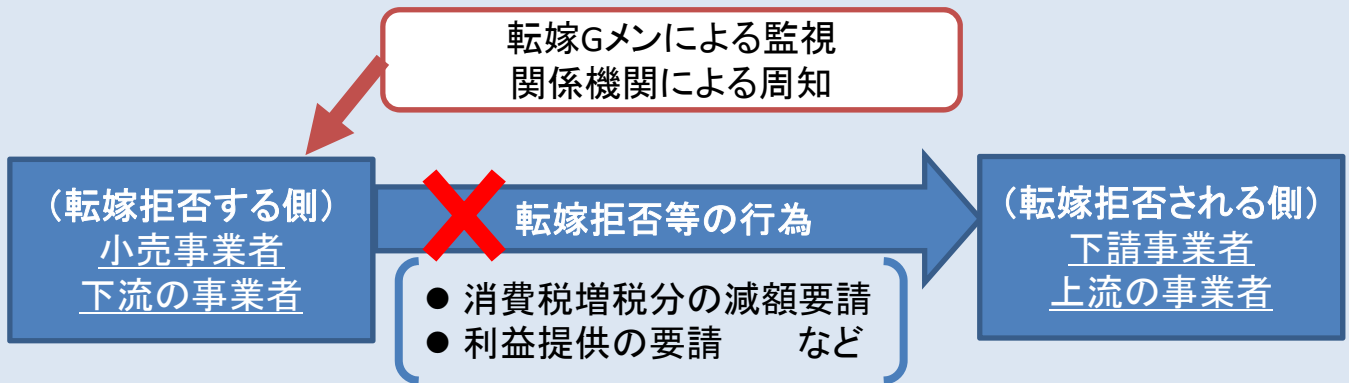 転嫁Gメンによる監視
関係機関による周知
（転嫁拒否する側）
小売事業者
下流の事業者
転嫁拒否等の行為
● 消費税増税分の減額要請
● 利益提供の要請　　など
（転嫁拒否される側）
下請事業者
上流の事業者